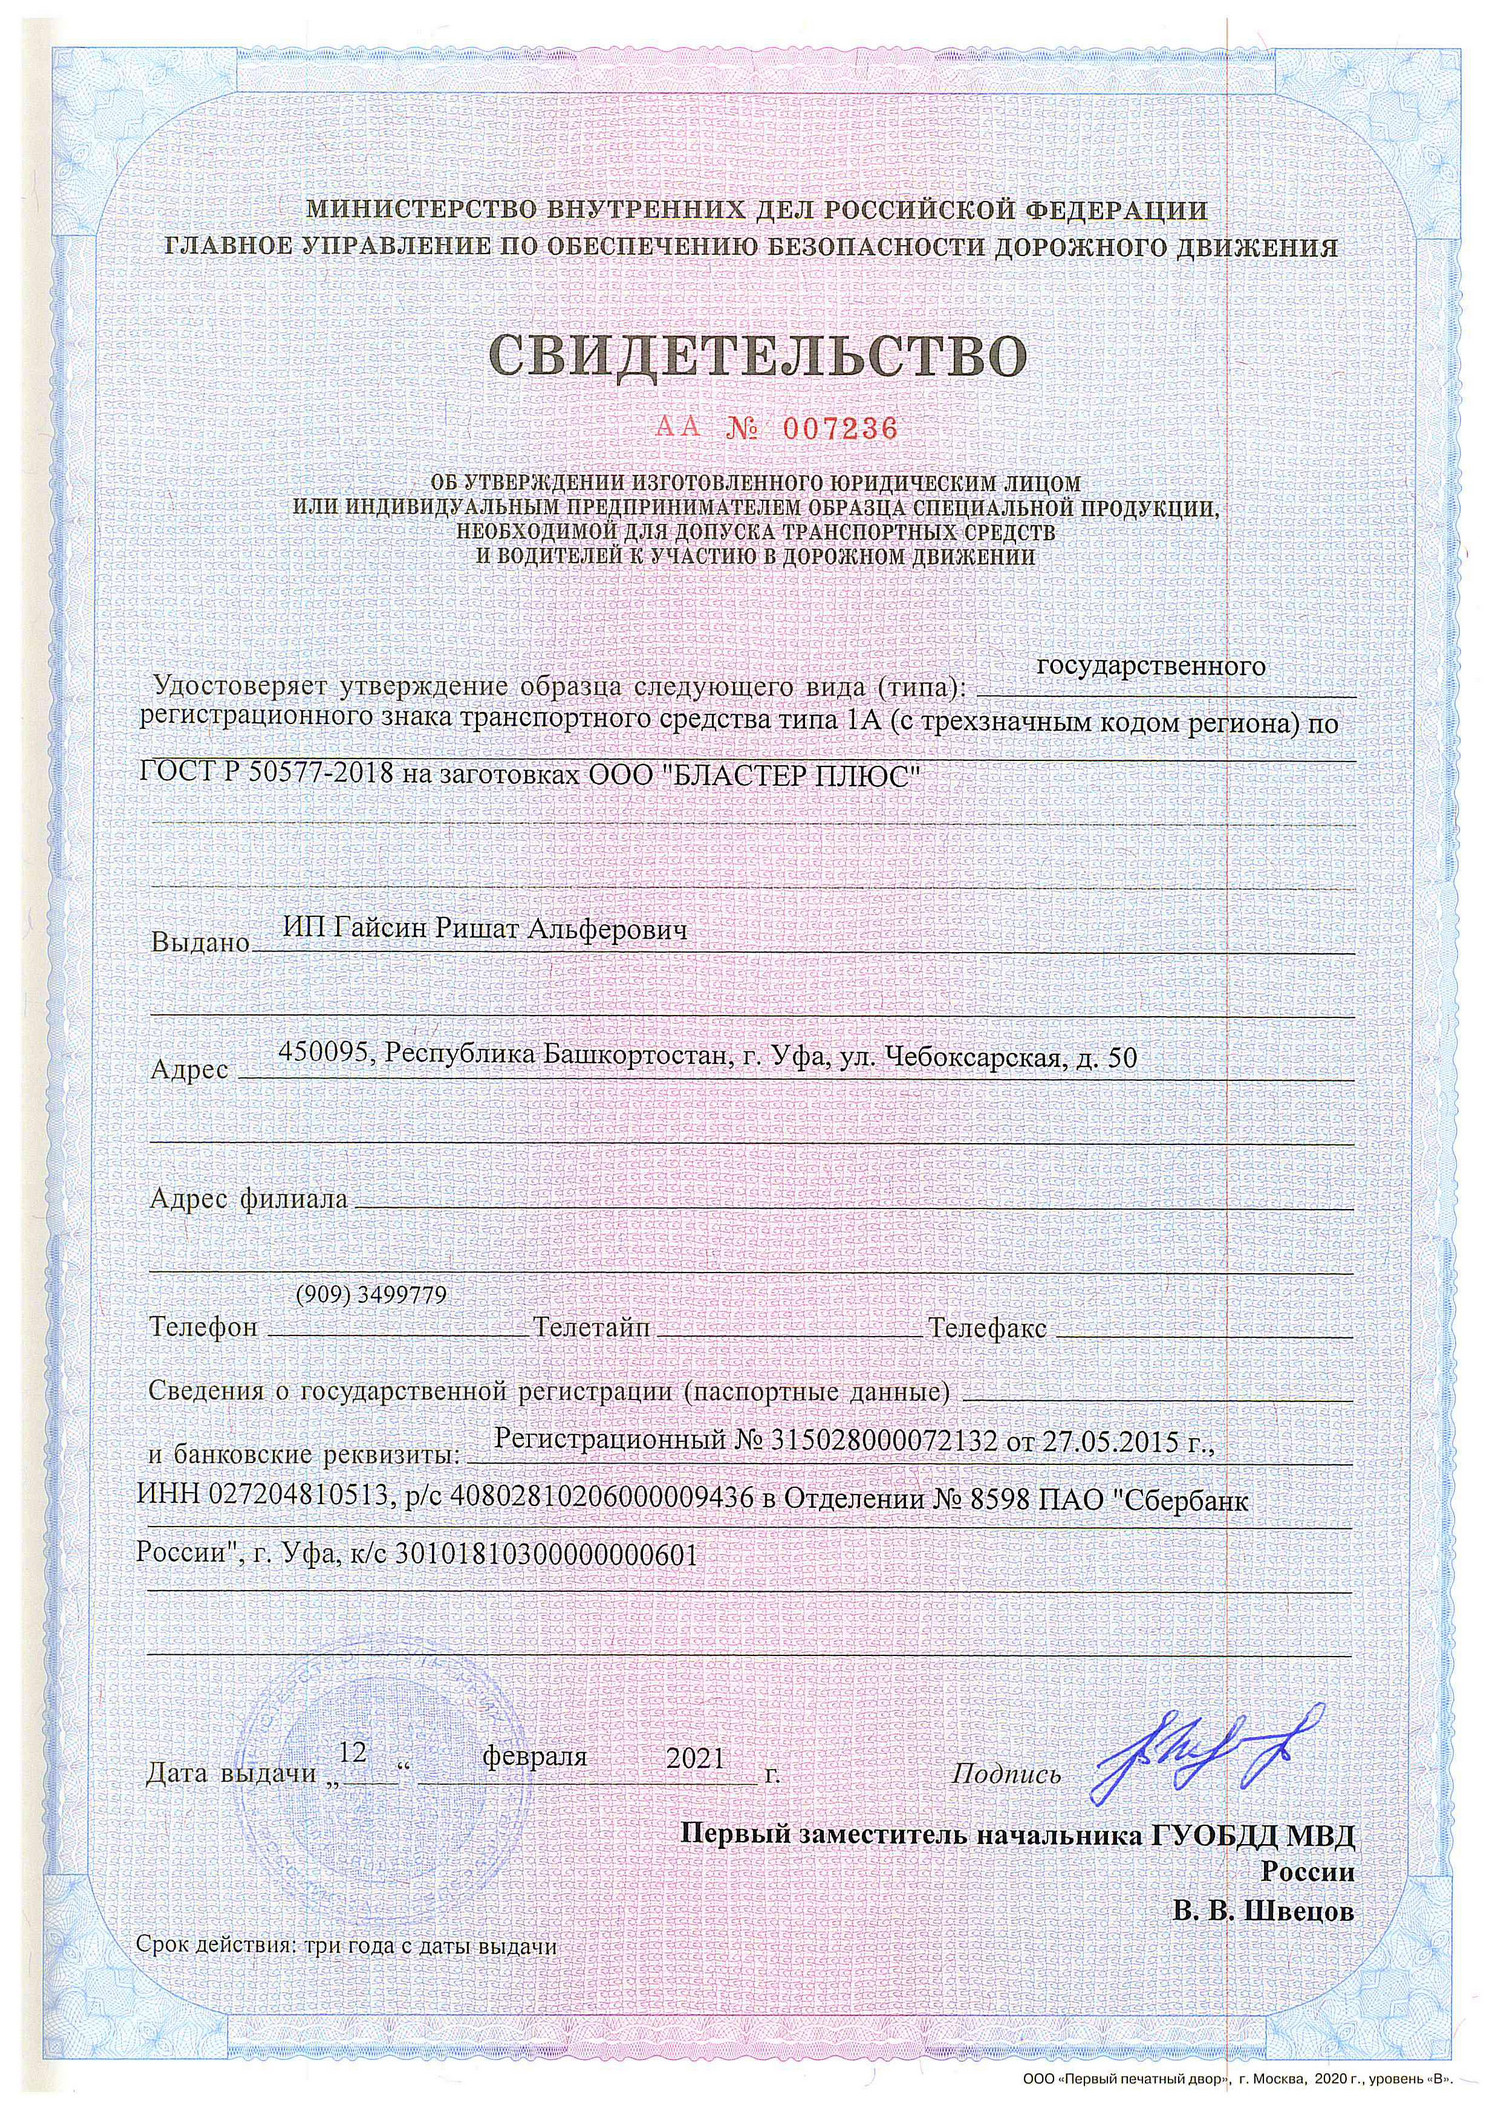 МИНИСТЕРСТВО ВНУТРЕННИХ ДЕЛ РОССИЙСКОЙ ФЕДЕРАЦИИ
ГЛАВНОЕ УПРАВЛЕНИЕ ПО ОБЕСПЕЧЕНИЮ БЕЗОПАСНОСТИ ДОРОЖНОГО ДВИЖЕНИЯ
СВИДЕТЕЛЬСТВО
АА № 007236
ОБ УТВЕРЖДЕНИИ ИЗГОТОВЛЕННОГО ЮРИДИЧЕСКИМ ЛИЦОМ
ИЛИ ИНДИВИДУАЛЬНЫМ ПРЕДПРИНИМАТЕЛЕМ ОБРАЗЦА СПЕЦИАЛЬНОЙ ПРОДУКЦИИ,
НЕОБХОДИМОЙ ДЛЯ ДОПУСКА ТРАНСПОРТНЫХ СРЕДСТВ
И ВОДИТЕЛЕЙ К УЧАСТИЮ В ДОРОЖНОМ ДВИЖЕНИИ
Удостоверяет утверждение образца следующего вида (типа): государственного
регистрационного знака транспортного средства типа 1А (с трехзначным кодом региона) по
ГОСТ Р 50577-2018 на заготовках ООО "БЛАСТЕР ПЛЮС"
Выдано ИП Гайсин Ришат Альферович
Адрес 450095, Республика Башкортостан, г. Уфа, ул. Чебоксарская, д. 50
Адрес филиала
Телефон (909) 3499779 Телетайп Телефакс
Сведения о государственной регистрации (паспортные данные)
и банковские реквизиты: Регистрационный № 315028000072132 от 27.05.2015 г.,
ИНН 027204810513, р/с 40802810206000009436 в Отделении № 8598 ПАО "Сбербанк
России", г. Уфа, к/с 30101810300000000601
Дата выдачи „12“ февраля 2021 г. Подпись
Первый заместитель начальника ГУОБДД МВД
России
В. В. Швецов
Срок действия: три года с даты выдачи
ООО «Первый печатный двор», г. Москва, 2020 г., уровень «В».